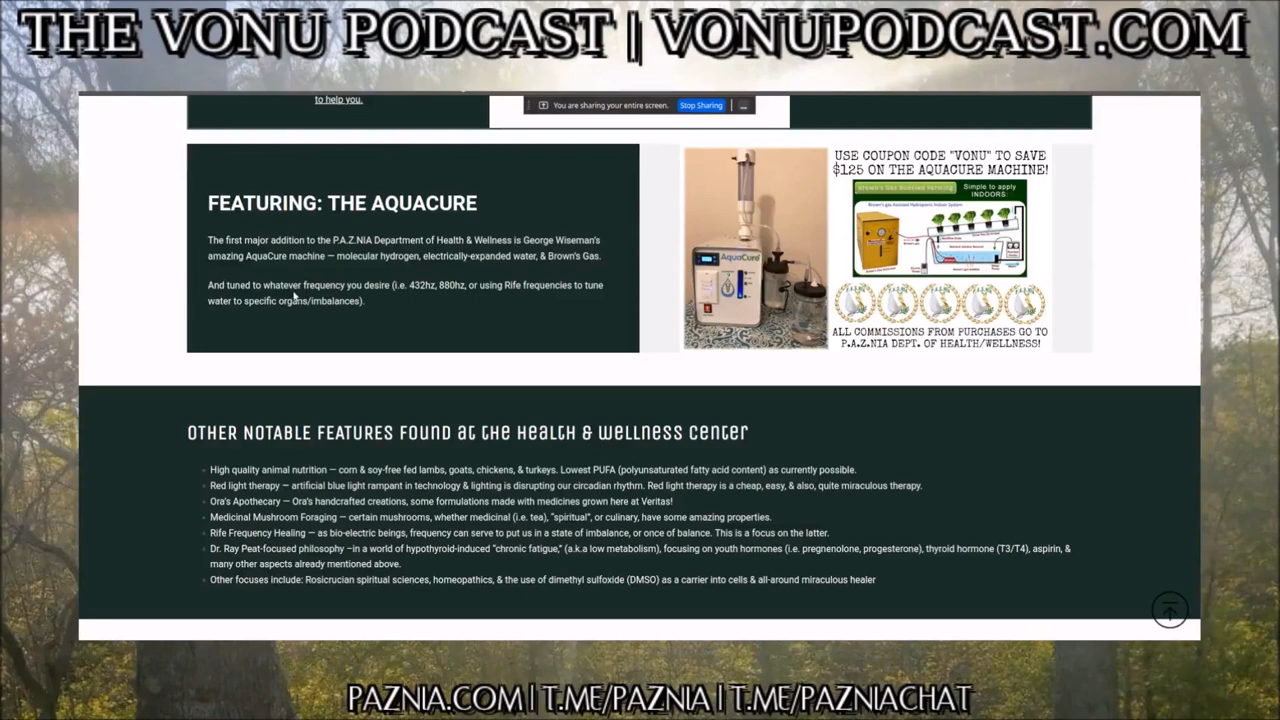 THE VONU PODCAST | VONUPODCAST.COM
to help you.
You are sharing your entire screen.
Stop Sharing
FEATURING: THE AQUACURE
The first major addition to the P.A.Z.NIA Department of Health & Wellness is George Wiseman's
amazing AquaCure machine — molecular hydrogen, electrically-expanded water, & Brown's Gas.
And tuned to whatever frequency you desire (i.e. 432hz, 880hz, or using Rife frequencies to tune
water to specific organs/imbalances).
AquaCure
USE COUPON CODE "VONU" TO SAVE
$125 ON THE AQUACURE MACHINE!
Simple to apply
INDOORS:
Brown's gas Assisted Hydroponic Indoor System
ALL COMMISSIONS FROM PURCHASES GO TO
P.A.Z.NIA DEPT. OF HEALTH/WELLNESS!
OTHER NOTABLE FEATURES FOUND at the Health & Wellness Center
High quality animal nutrition — corn & soy-free fed lambs, goats, chickens, & turkeys. Lowest PUFA (polyunsaturated fatty acid content) as currently possible.
Red light therapy — artificial blue light rampant in technology & lighting is disrupting our circadian rhythm. Red light therapy is a cheap, easy, & also, quite miraculous therapy.
Ora's Apothecary — Ora's handcrafted creations, some formulations made with medicines grown here at Veritas!
Medicinal Mushroom Foraging — certain mushrooms, whether medicinal (i.e. tea), "spiritual", or culinary, have some amazing properties.
Rife Frequency Healing — as bio-electric beings, frequency can serve to put us in a state of imbalance, or once of balance. This is a focus on the latter.
Dr. Ray Peat-focused philosophy –in a world of hypothyroid-induced "chronic fatigue," (a.k.a low metabolism), focusing on youth hormones (i.e. pregnenolone, progesterone), thyroid hormone (T3/T4), aspirin, &
many other aspects already mentioned above.
Other focuses include: Rosicrucian spiritual sciences, homeopathics, & the use of dimethyl sulfoxide (DMSO) as a carrier into cells & all-around miraculous healer
PAZNIA.COM | T.ME/PAZNIA | T.ME/PAZNIACHAT